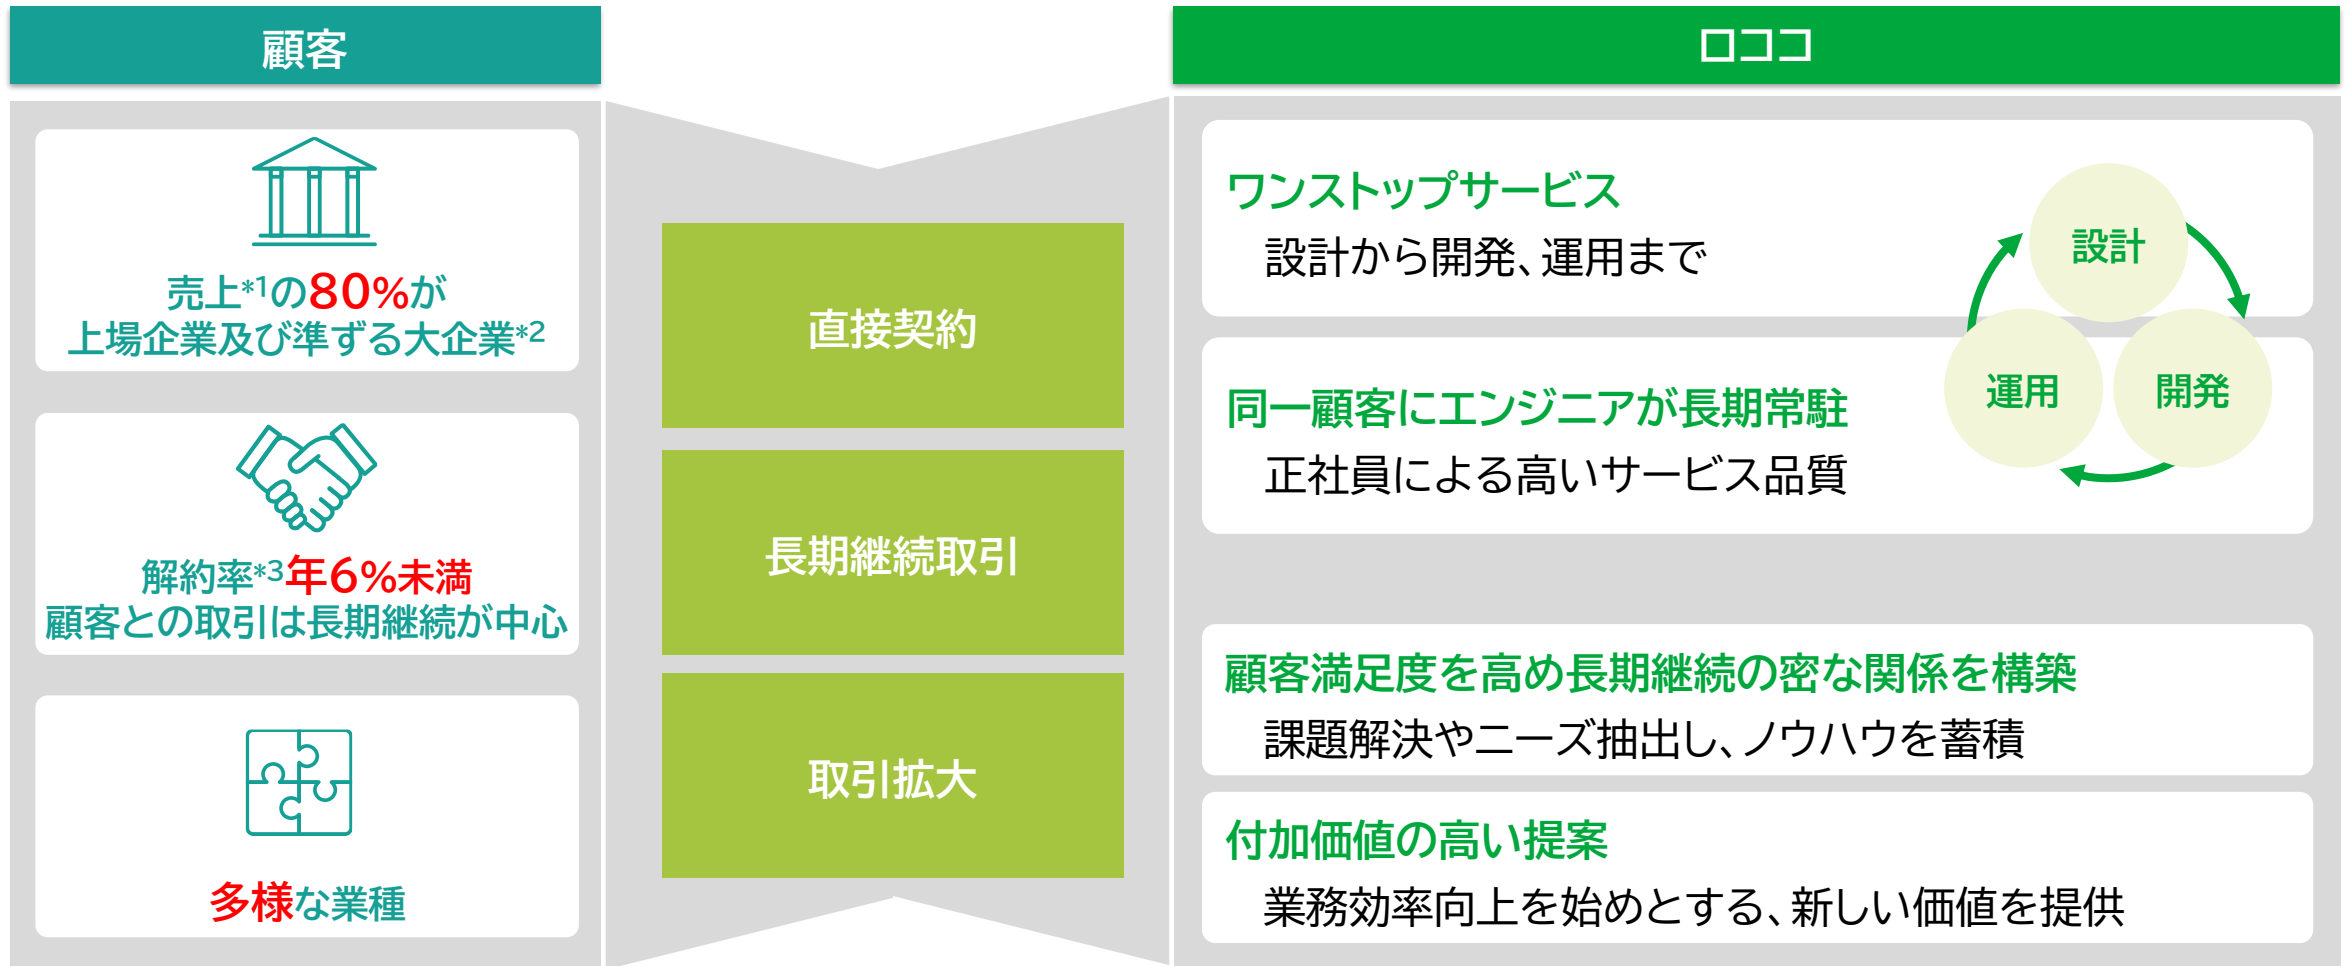 顧客
売上*1の80%が
上場企業及び準ずる大企業*2
解約率*3年6%未満
顧客との取引は長期継続が中心
多様な業種
直接契約
長期継続取引
取引拡大
ロココ
ワンストップサービス
設計から開発、運用まで
設計
運用
開発
同一顧客にエンジニアが長期常駐
正社員による高いサービス品質
顧客満足度を高め長期継続の密な関係を構築
課題解決やニーズ抽出し、ノウハウを蓄積
付加価値の高い提案
業務効率向上を始めとする、新しい価値を提供